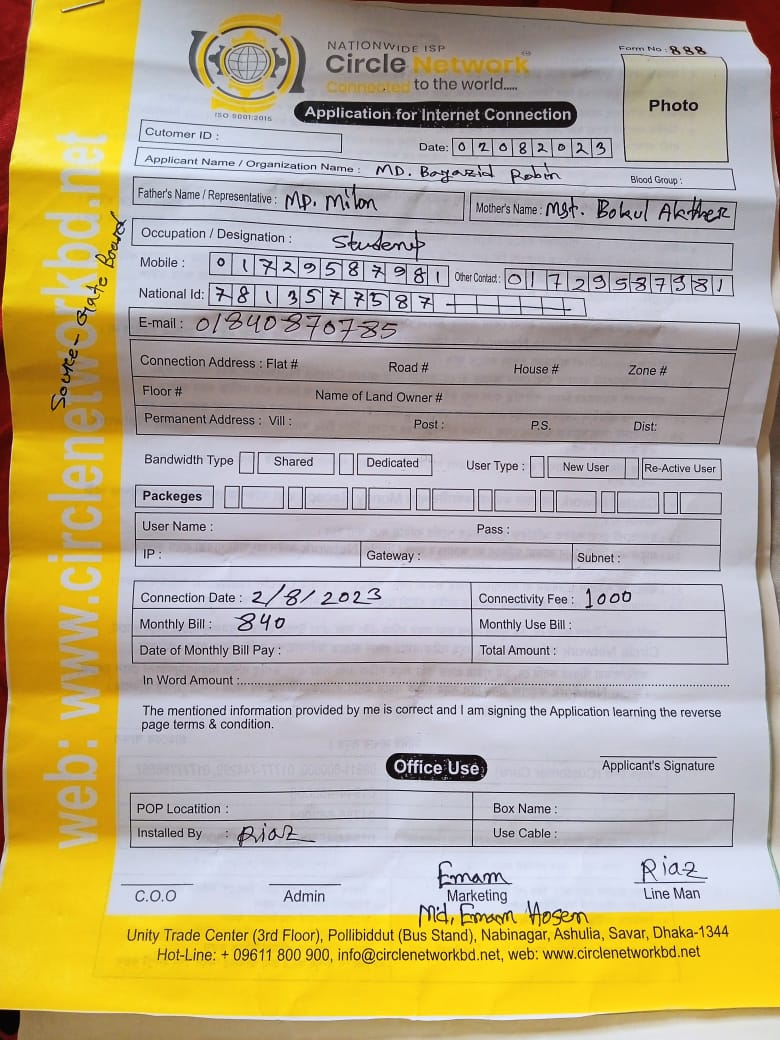 NATIONWIDE ISP
Circle Network
Connected to the world.....
ISO 9001:2015
Form No : 888
Application for Internet Connection
Photo
Cutomer ID :
Date: 02082023
Applicant Name / Organization Name : MD. Bayazid Robin Blood Group :
Father's Name / Representative : MD. Milon Mother's Name : Mst. Bokul Akther
Occupation / Designation : Student
Mobile : 01729587981 Other Contact : 01729587981
National Id: 7813577587
E-mail : 01840870785
Connection Address : Flat # Road # House # Zone #
Floor # Name of Land Owner #
Permanent Address : Vill : Post : P.S. Dist:
Bandwidth Type Shared Dedicated User Type : New User Re-Active User
Packeges
User Name : Pass :
IP : Gateway : Subnet :
Connection Date : 2/8/2023 Connectivity Fee : 1000
Monthly Bill : 840 Monthly Use Bill :
Date of Monthly Bill Pay : Total Amount :
In Word Amount :
The mentioned information provided by me is correct and I am signing the Application learning the reverse
page terms & condition.
Office Use
Applicant's Signature
POP Locatition : Box Name :
Installed By : Riaz Use Cable :
Emam Riaz
C.O.O Admin Marketing Line Man
Md, Emam Hosen
Unity Trade Center (3rd Floor), Pollibiddut (Bus Stand), Nabinagar, Ashulia, Savar, Dhaka-1344
Hot-Line: + 09611 800 900, info@circlenetworkbd.net, web: www.circlenetworkbd.net
web: www.circlenetworkbd.net
Source - Gate Board